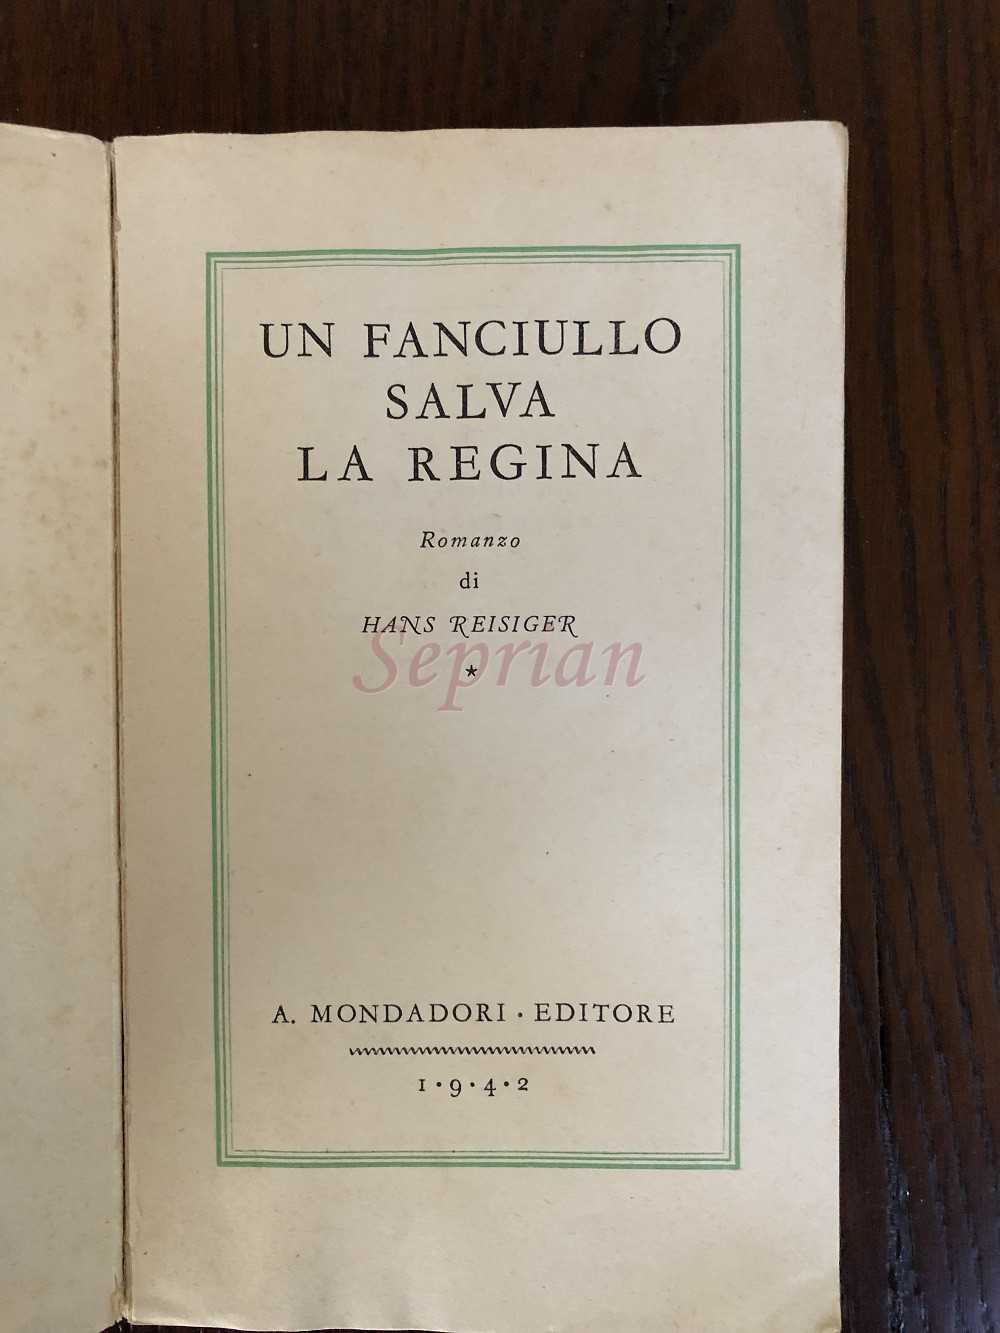 UN FANCIULLO
SALVA
LA REGINA
Romanzo
di
HANS REISIGER
Seprian
*
A. MONDADORI · EDITORE
1·9·4·2